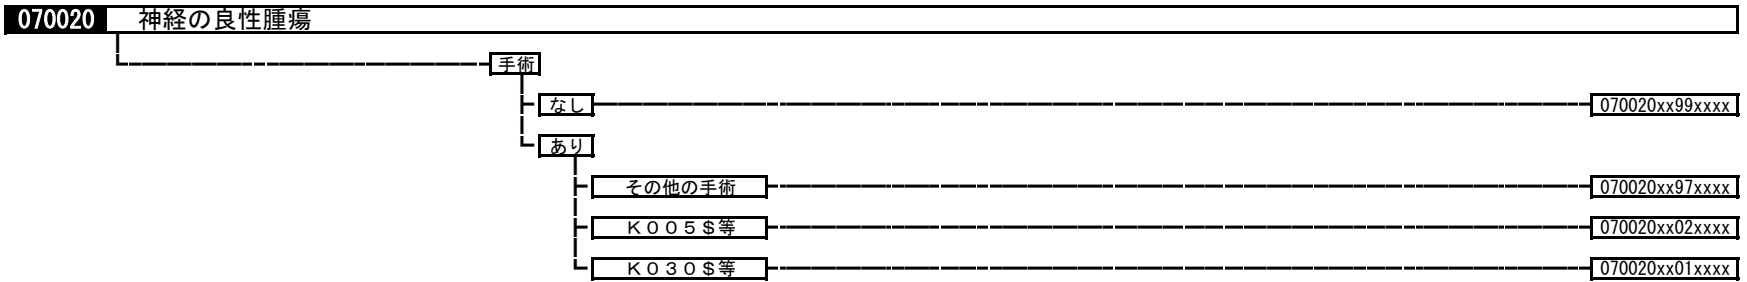 070020 神経の良性腫瘍
手術
なし 070020xx99xxxx
あり
その他の手術 070020xx97xxxx
K005$等 070020xx02xxxx
K030$等 070020xx01xxxx